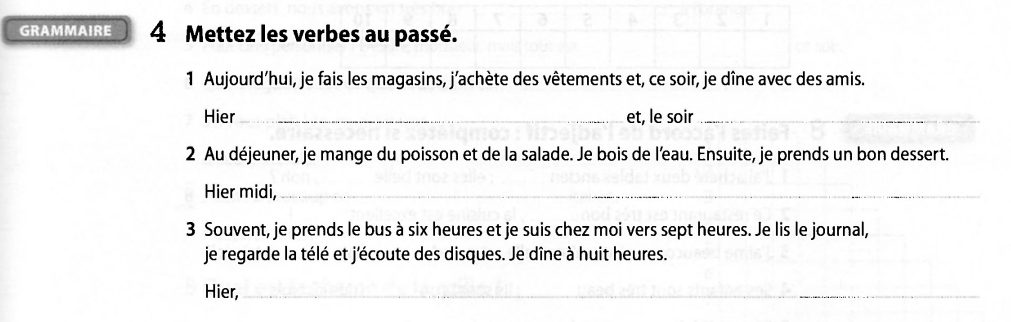 GRAMMAIRE 4 Mettez les verbes au passé.
1 Aujourd'hui, je fais les magasins, j'achète des vêtements et, ce soir, je dîne avec des amis.
Hier et, le soir
2 Au déjeuner, je mange du poisson et de la salade. Je bois de l'eau. Ensuite, je prends un bon dessert.
Hier midi,
3 Souvent, je prends le bus à six heures et je suis chez moi vers sept heures. Je lis le journal,
je regarde la télé et j'écoute des disques. Je dîne à huit heures.
Hier,